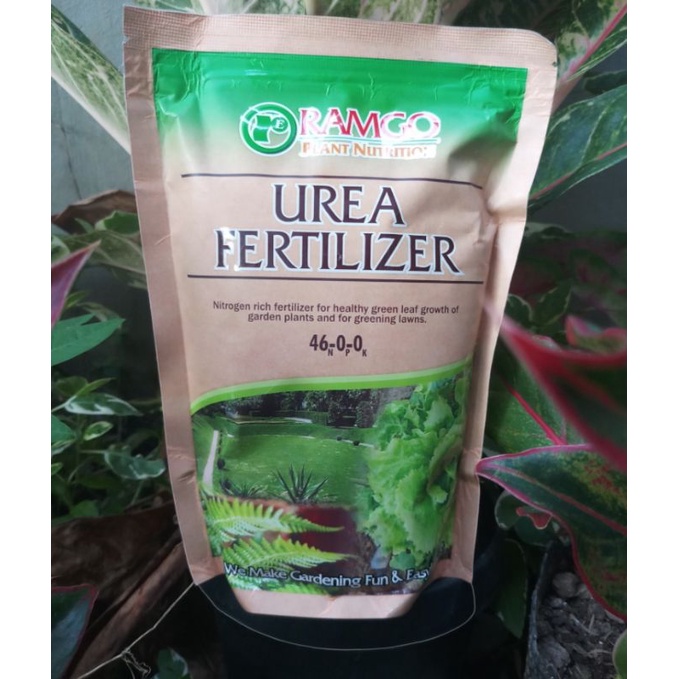 RAMGO
PLANT NUTRITION
UREA
FERTILIZER
Nitrogen rich fertilizer for healthy green leaf growth of
garden plants and for greening lawns.
46N-0P-0K
We Make Gardening Fun & Easy